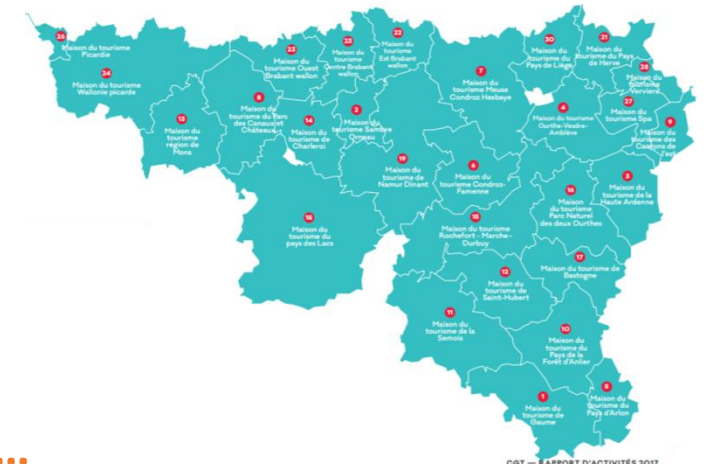 26
Maison du tourisme
Picardie
24
Maison du tourisme
Wallonie picarde
13
Maison du
tourisme
région de
Mons
23
Maison du
tourisme Ouest
Brabant wallon
Maison du
tourisme
Centre Brabant
wallon
22
Maison du
tourisme
Est Brabant
wallon
8
Maison du
tourisme du Parc
des Canaux et
Châteaux
14
Maison du
tourisme de
Charleroi
2
Maison du
tourisme Sambre
Orneau
7
Maison du
tourisme Meuse
Condroz Hesbaye
20
Maison du
tourisme du
Pays de Liège
21
Maison du
tourisme du Pays
de Herve
28
Maison du
tourisme
Verviers
27
Maison du
tourisme Spa
4
Maison du tourisme
Ourthe-Vesdre-
Amblève
9
Maison du
tourisme des
Cantons de
l'est
19
Maison du
tourisme de
Namur Dinant
6
Maison du
tourisme Condroz-
Famenne
16
Maison
du tourisme
Parc Naturel
des deux Ourthes
3
Maison du
tourisme de la
Haute Ardenne
18
Maison du
tourisme du
pays des Lacs
15
Maison du tourisme
Rochefort - Marche-
Durbuy
17
Maison du tourisme de
Bastogne
12
Maison du
tourisme de
Saint-Hubert
11
Maison du
tourisme de la
Semois
10
Maison du
tourisme du
Pays de la
Forêt d'Anlier
5
Maison du
tourisme du
Pays d'Arlon
1
Maison du
tourisme de
Gaume
CGT — RAPPORT D'ACTIVITÉS 2017